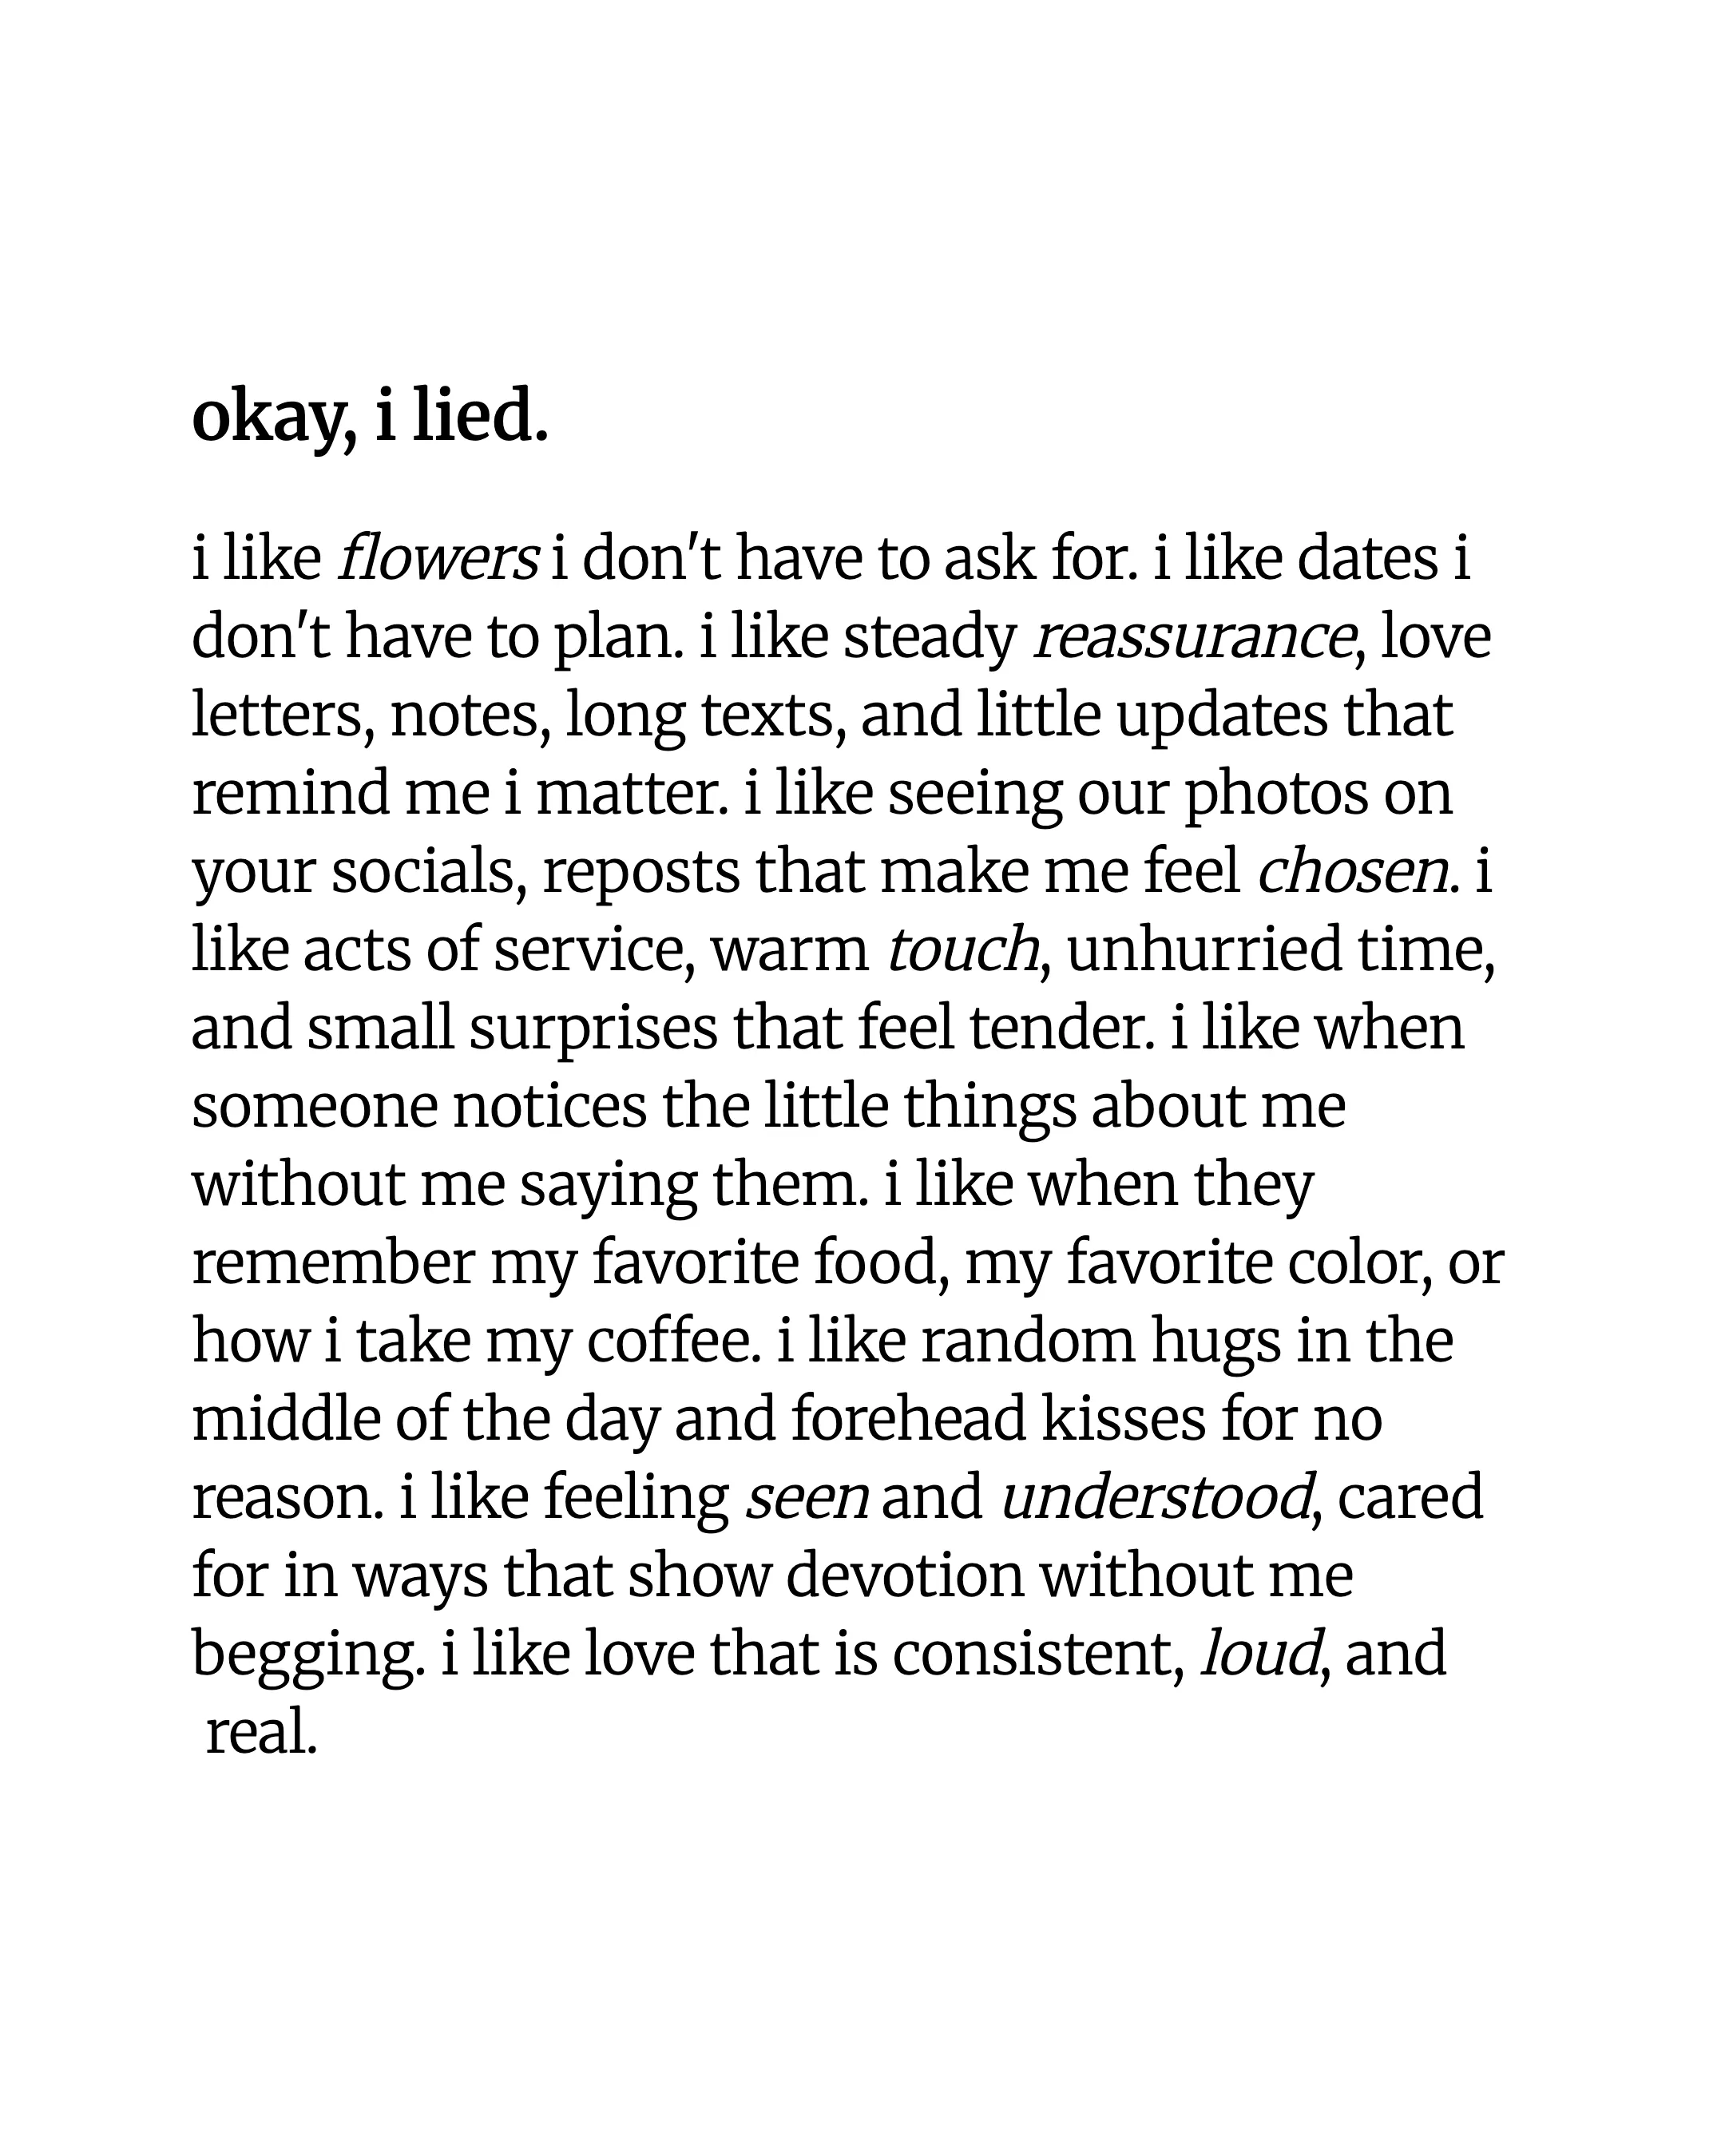 okay, i lied.
i like flowers i don't have to ask for. i like dates i
don't have to plan. i like steady reassurance, love
letters, notes, long texts, and little updates that
remind me i matter. i like seeing our photos on
your socials, reposts that make me feel chosen. i
like acts of service, warm touch, unhurried time,
and small surprises that feel tender. i like when
someone notices the little things about me
without me saying them. i like when they
remember my favorite food, my favorite color, or
how i take my coffee. i like random hugs in the
middle of the day and forehead kisses for no
reason. i like feeling seen and understood, cared
for in ways that show devotion without me
begging. i like love that is consistent, loud, and
real.